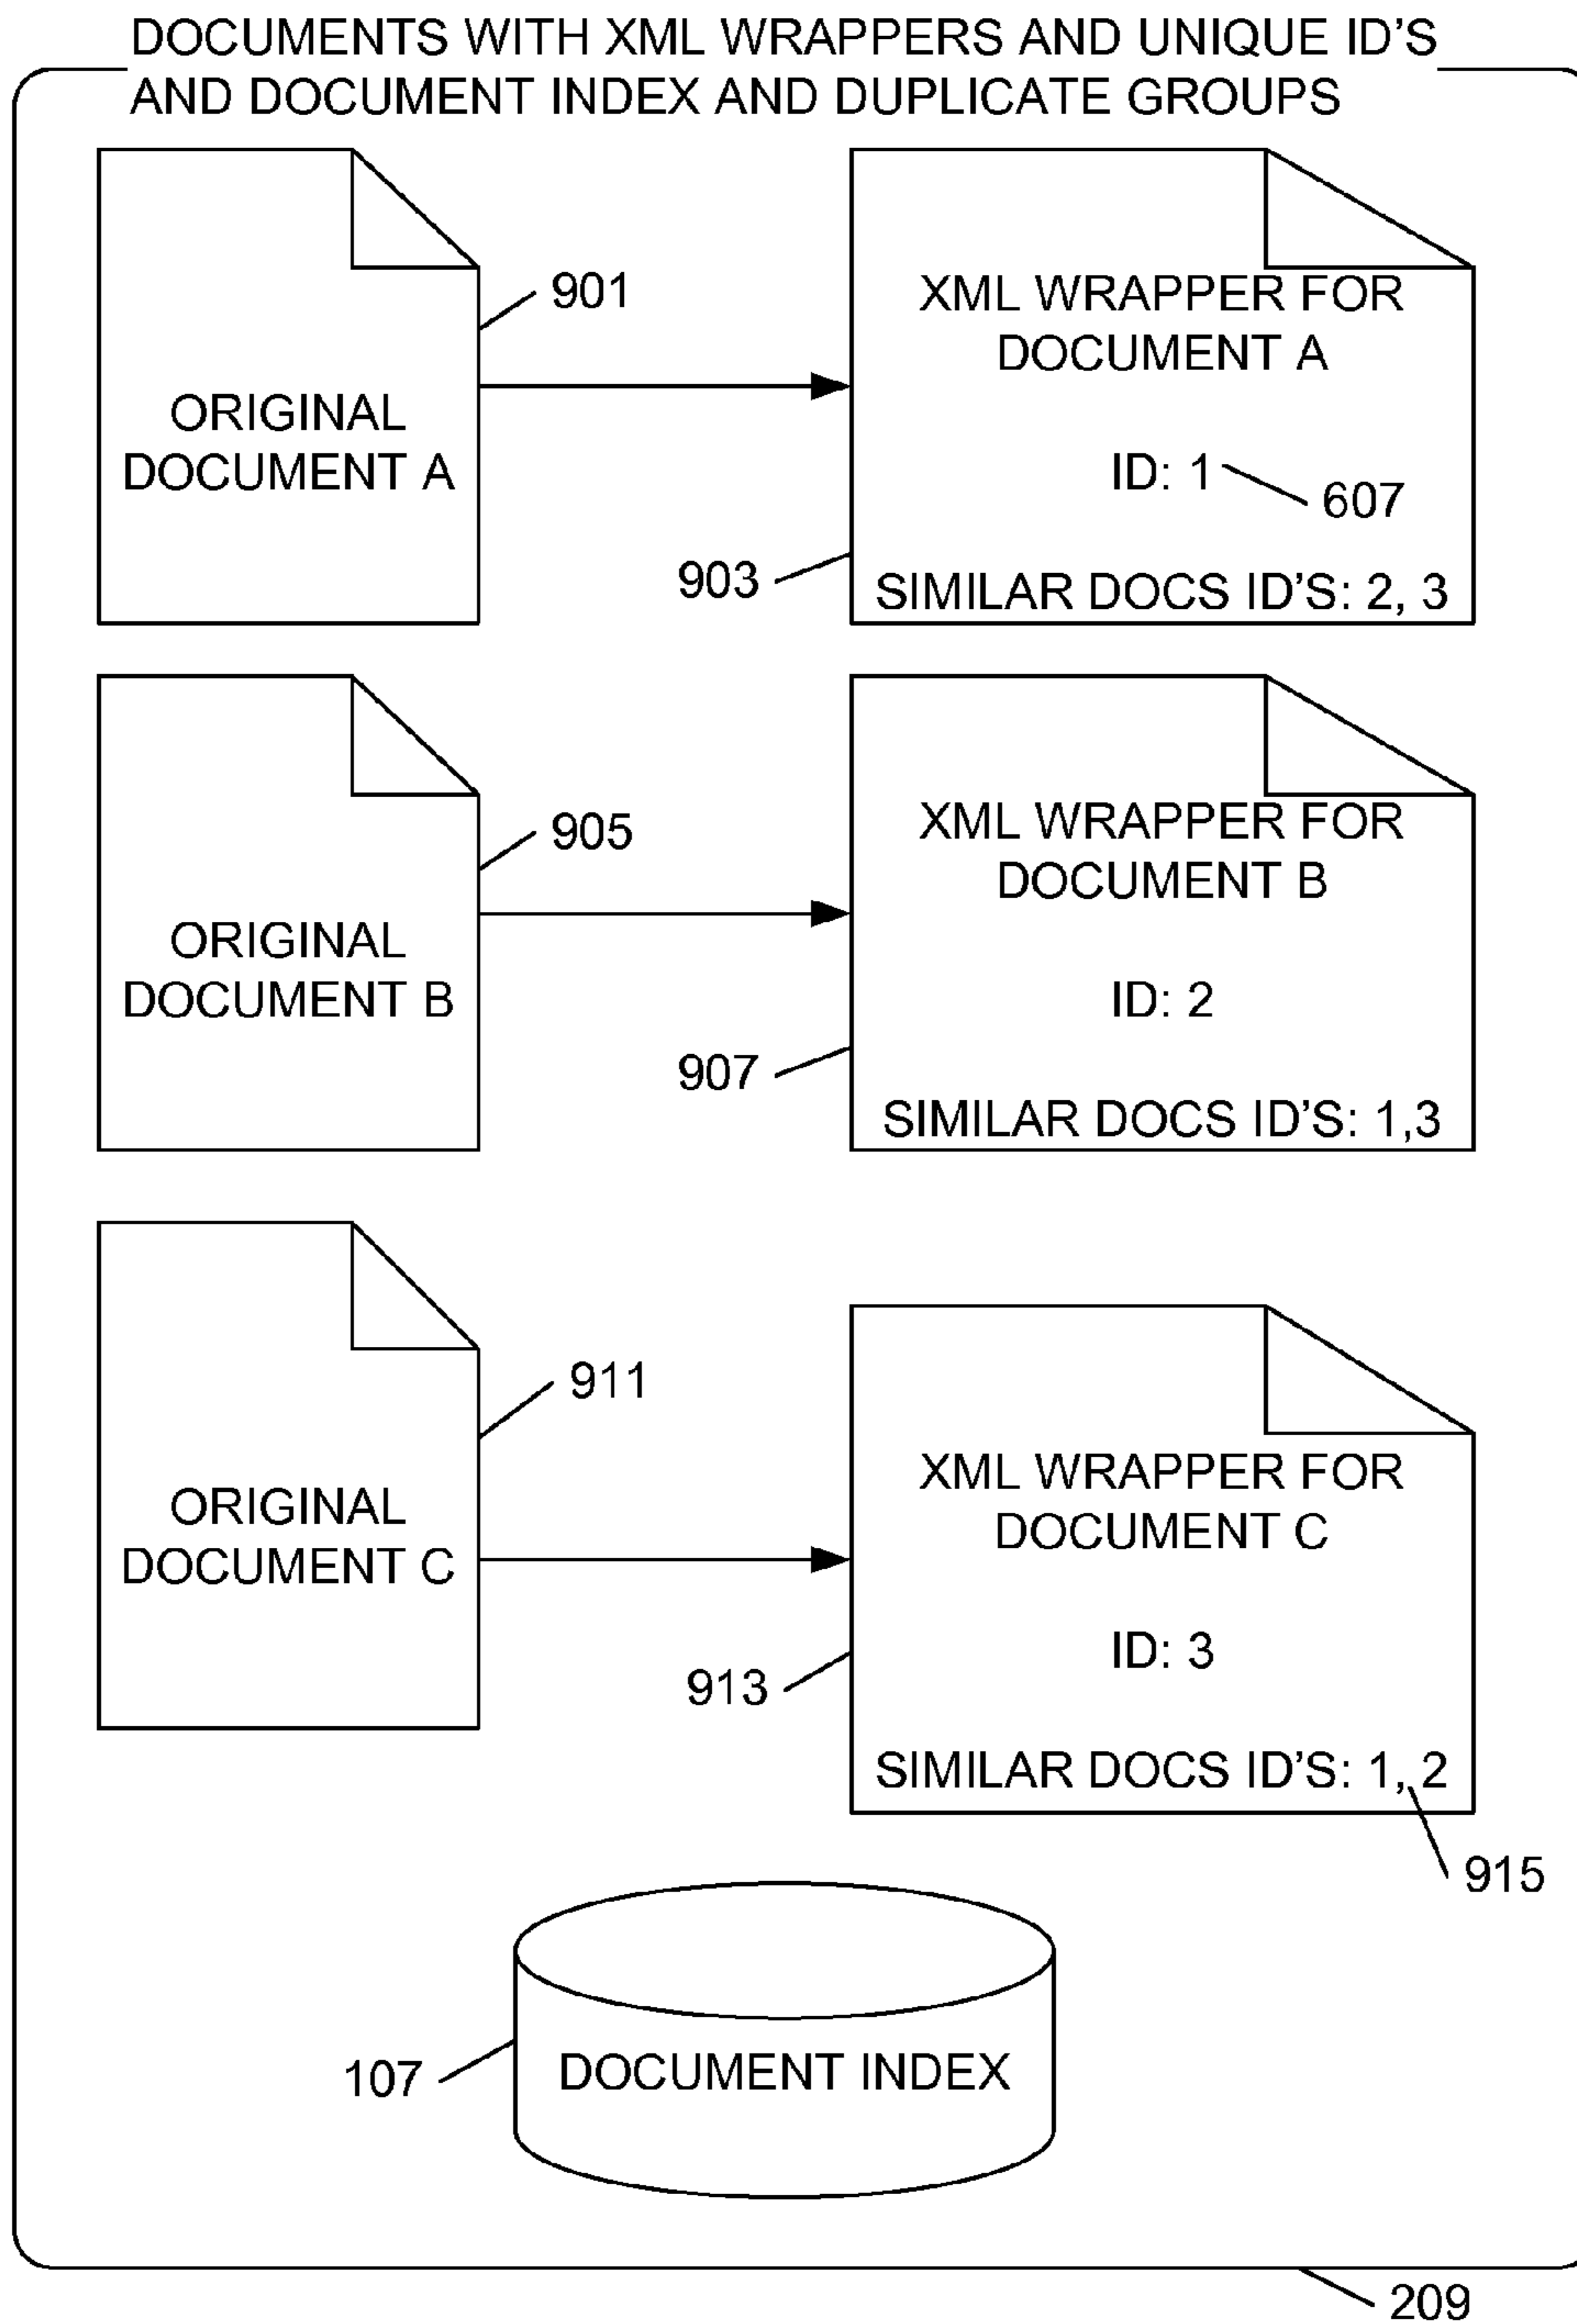 DOCUMENTS WITH XML WRAPPERS AND UNIQUE ID'S
AND DOCUMENT INDEX AND DUPLICATE GROUPS
901
ORIGINAL
DOCUMENT A
XML WRAPPER FOR
DOCUMENT A
ID: 1
607
903
SIMILAR DOCS ID'S: 2, 3
905
ORIGINAL
DOCUMENT B
XML WRAPPER FOR
DOCUMENT B
ID: 2
907
SIMILAR DOCS ID'S: 1,3
911
ORIGINAL
DOCUMENT C
XML WRAPPER FOR
DOCUMENT C
ID: 3
913
SIMILAR DOCS ID'S: 1, 2
915
107
DOCUMENT INDEX
209